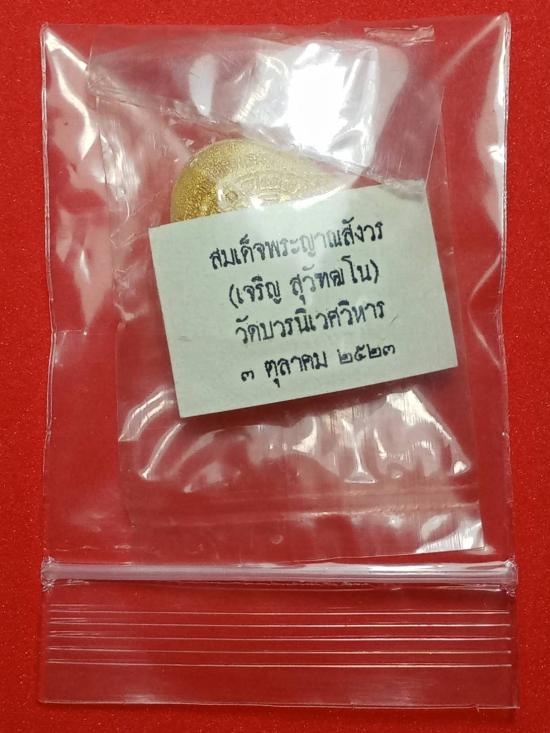 สมเด็จพระญาณสังวร
(เจริญ สุวัฑฒโน)
วัดบวรนิเวศวิหาร
๓ ตุลาคม ๒๕๒๓